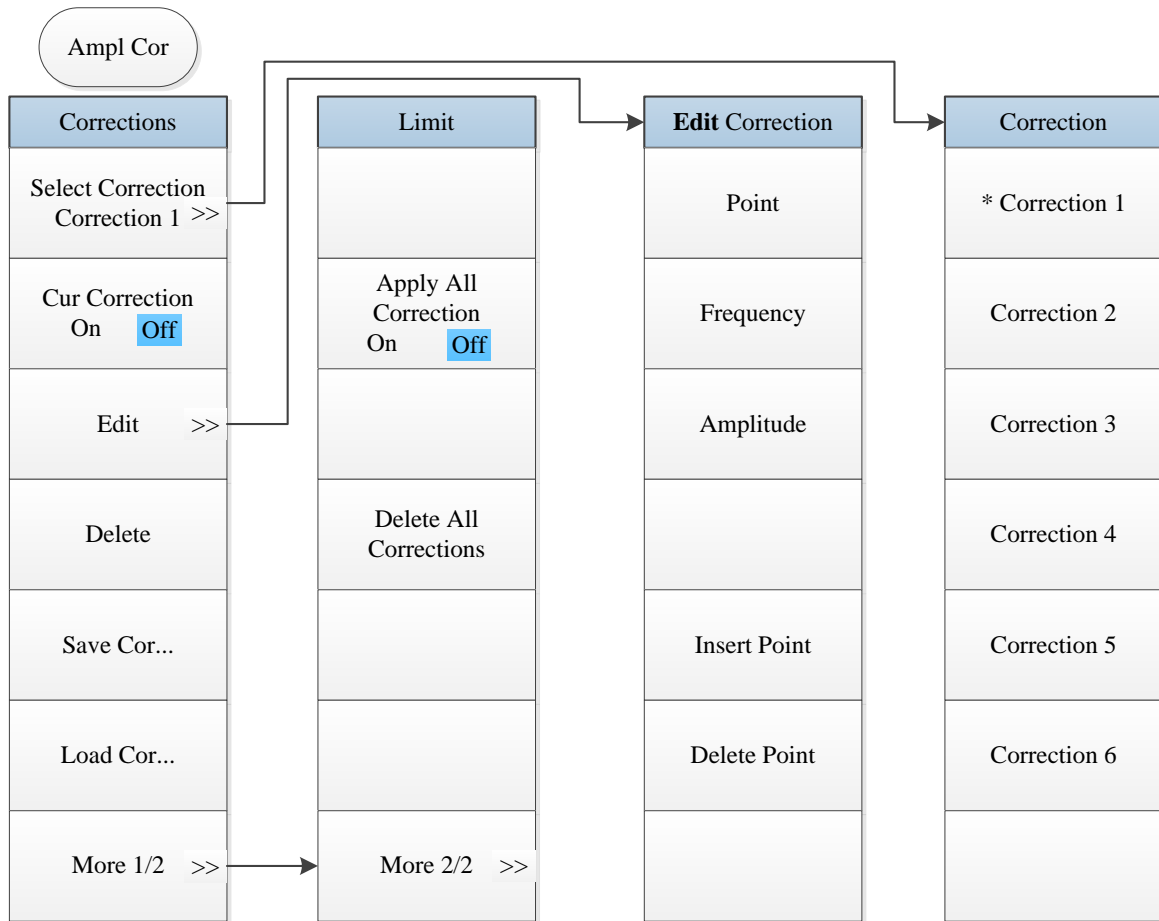 Ampl Cor
Corrections
Select Correction
Correction 1 >>
Cur Correction
On Off
Edit >>
Delete
Save Cor...
Load Cor...
More 1/2 >>
Limit
Apply All
Correction
On Off
Delete All
Corrections
More 2/2 >>
Edit Correction
Point
Frequency
Amplitude
Insert Point
Delete Point
Correction
* Correction 1
Correction 2
Correction 3
Correction 4
Correction 5
Correction 6